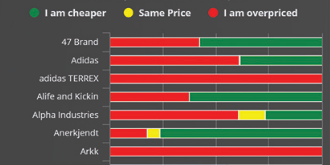 I am cheaper Same Price I am overpriced
47 Brand
Adidas
adidas TERREX
Alife and Kickin
Alpha Industries
Anerkjendt
Arkk